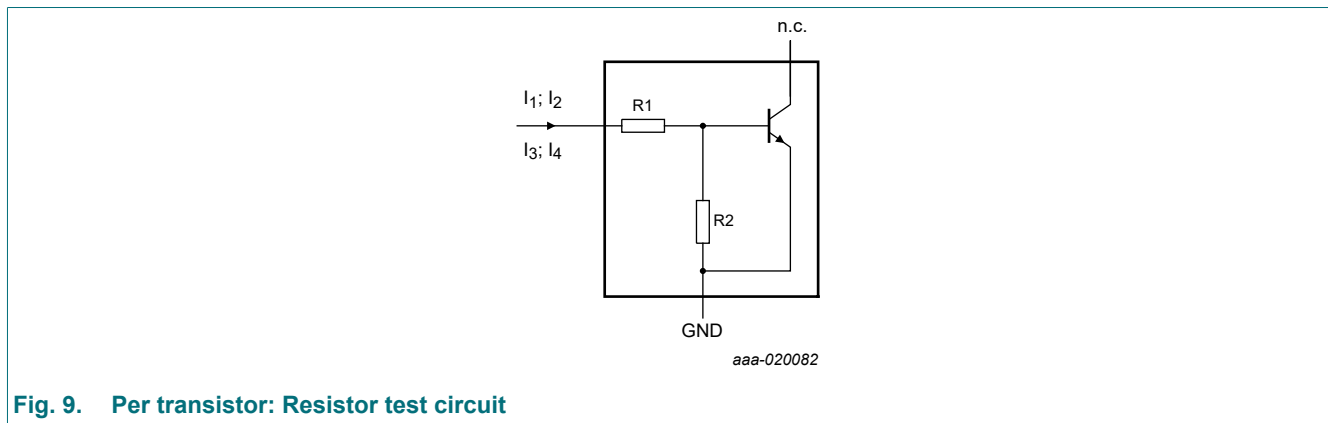 n.c.
I1; I2
R1
I3; I4
R2
GND
aaa-020082
Fig. 9. Per transistor: Resistor test circuit